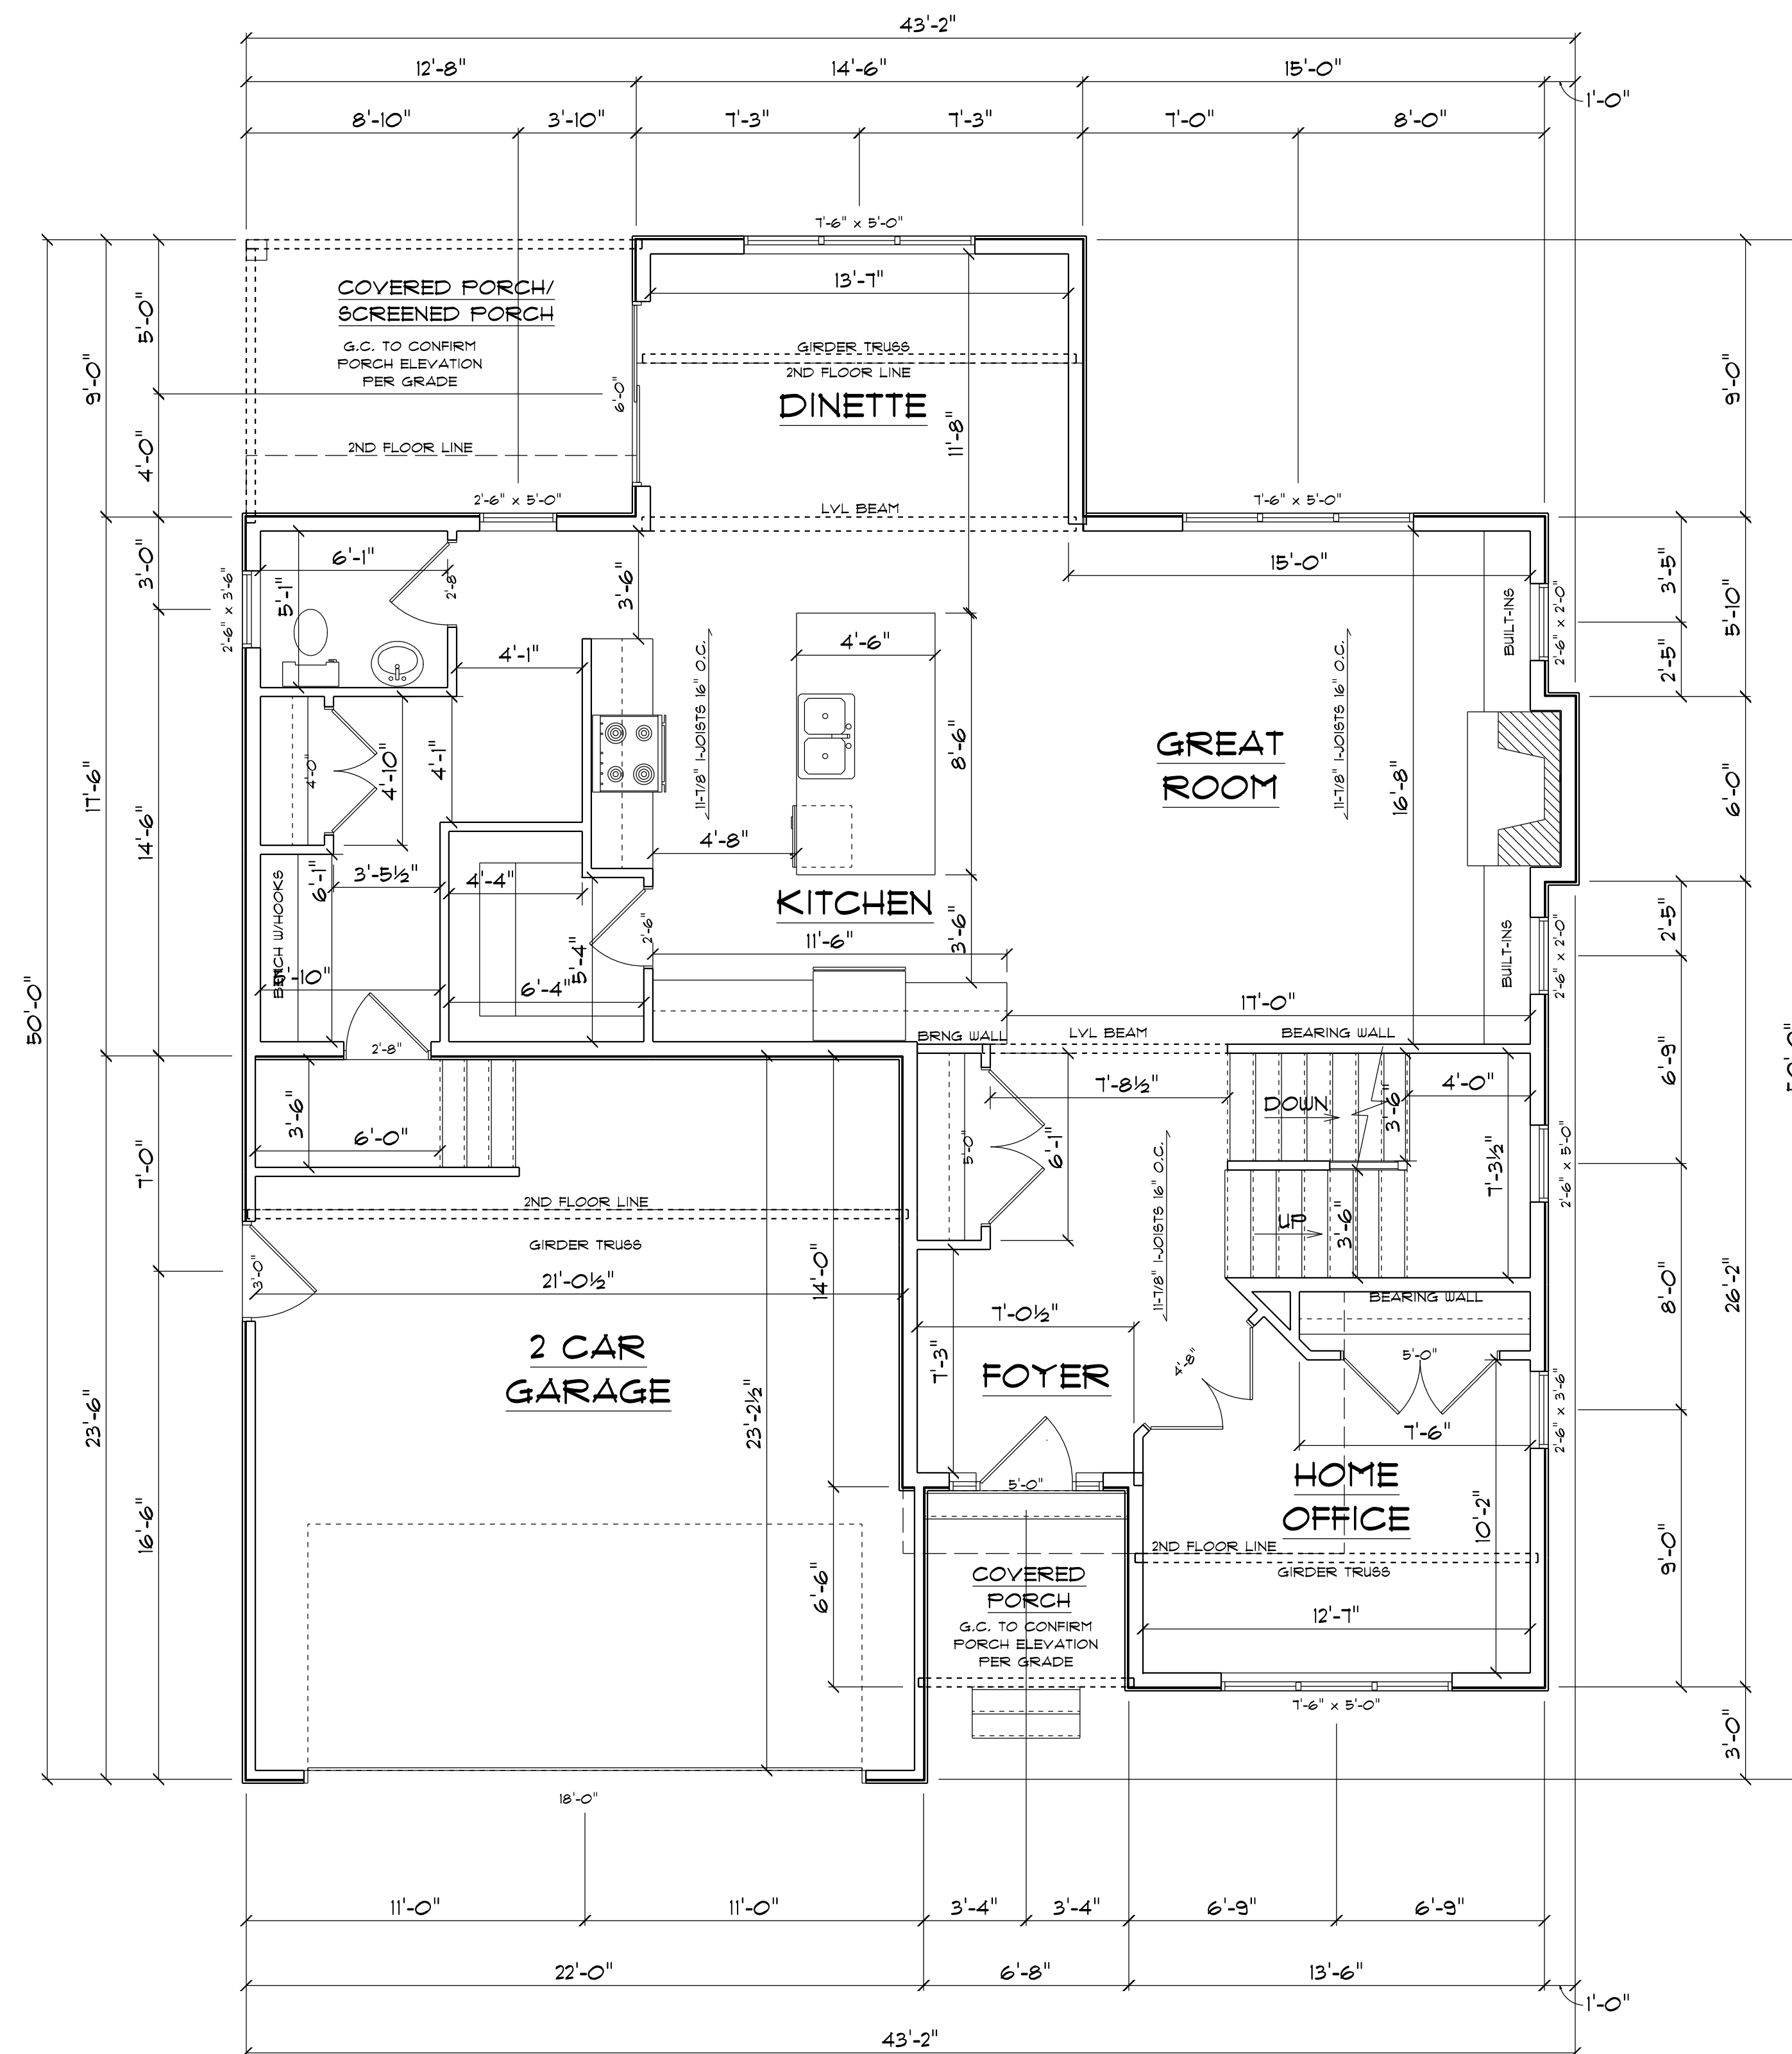 43'-2"
12'-8"
14'-6"
15'-0"
1'-0"
8'-10"
3'-10"
7'-3"
7'-3"
7'-0"
8'-0"
7'-6" x 5'-0"
13'-7"
COVERED PORCH/
SCREENED PORCH
G.C. TO CONFIRM
PORCH ELEVATION
PER GRADE
5'-0"
9'-0"
4'-0"
6'-0"
GIRDER TRUSS
2ND FLOOR LINE
DINETTE
11'-8"
9'-0"
2ND FLOOR LINE
2'-6" x 5'-0"
LVL BEAM
7'-6" x 5'-0"
6'-1"
5'-1"
2'-8"
3'-6"
15'-0"
3'-0"
2'-6" x 3'-6"
BUILT-INS
2'-6" x 2'-0"
3'-5"
5'-10"
2'-5"
4'-1"
11-7/8" I-JOISTS 16" O.C.
4'-6"
11-7/8" I-JOISTS 16" O.C.
4'-0"
4'-10"
4'-1"
8'-6"
GREAT
ROOM
16'-8"
6'-0"
17'-6"
14'-6"
4'-8"
BENCH W/HOOKS
6'-1"
3'-5½"
4'-4"
KITCHEN
2'-6"
11'-6"
3'-6"
BUILT-INS
2'-6" x 2'-0"
2'-5"
5'-10"
6'-4"
5'-4"
17'-0"
50'-0"
2'-8"
BRNG WALL
LVL BEAM
BEARING WALL
6'-9"
3'-6"
6'-0"
7'-8½"
DOWN
3'-6"
4'-0"
5'-0"
6'-1"
11-7/8" I-JOISTS 16" O.C.
7'-3½"
2'-6" x 5'-0"
7'-0"
2ND FLOOR LINE
GIRDER TRUSS
UP
3'-6"
3'-0"
21'-0½"
14'-0"
8'-0"
26'-2"
BEARING WALL
7'-0½"
2 CAR
GARAGE
7'-3"
FOYER
4'-8"
5'-0"
23'-6"
23'-2½"
7'-6"
2'-6" x 3'-6"
5'-0"
HOME
OFFICE
10'-2"
16'-6"
6'-6"
2ND FLOOR LINE
GIRDER TRUSS
9'-0"
COVERED
PORCH
G.C. TO CONFIRM
PORCH ELEVATION
PER GRADE
12'-7"
7'-6" x 5'-0"
3'-0"
18'-0"
11'-0"
11'-0"
3'-4"
3'-4"
6'-9"
6'-9"
22'-0"
6'-8"
13'-6"
1'-0"
43'-2"